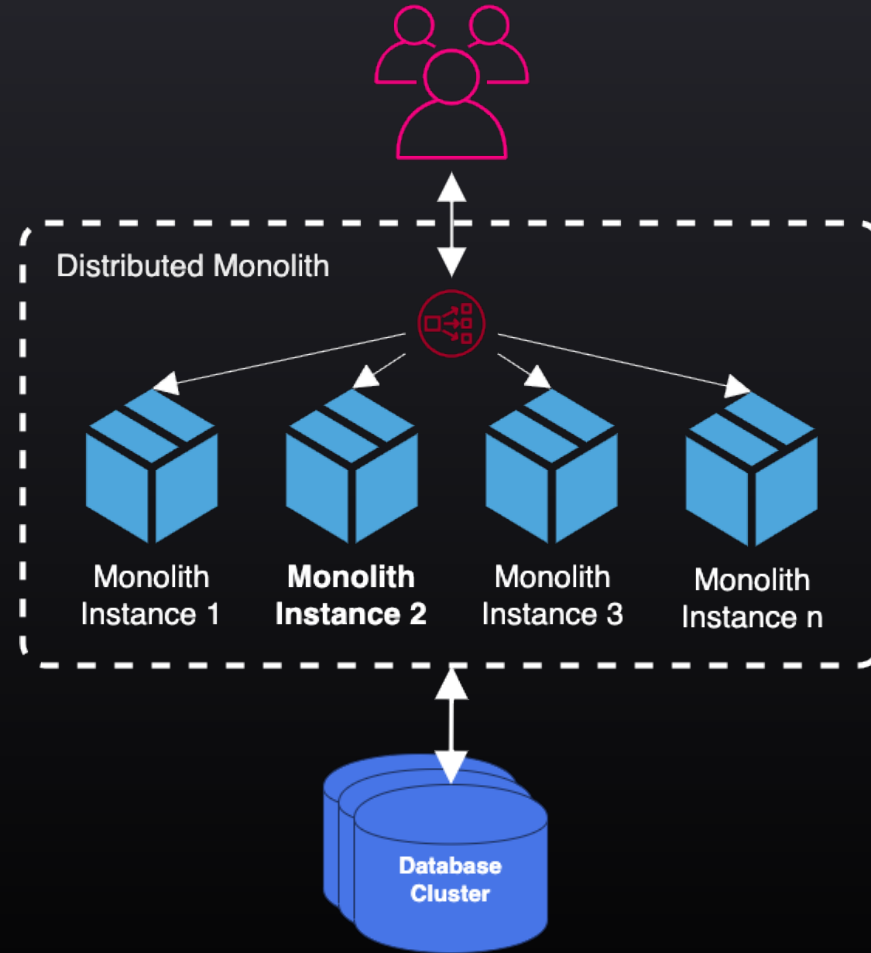 Distributed Monolith
Monolith
Instance 1
Monolith
Instance 2
Monolith
Instance 3
Monolith
Instance n
Database
Cluster